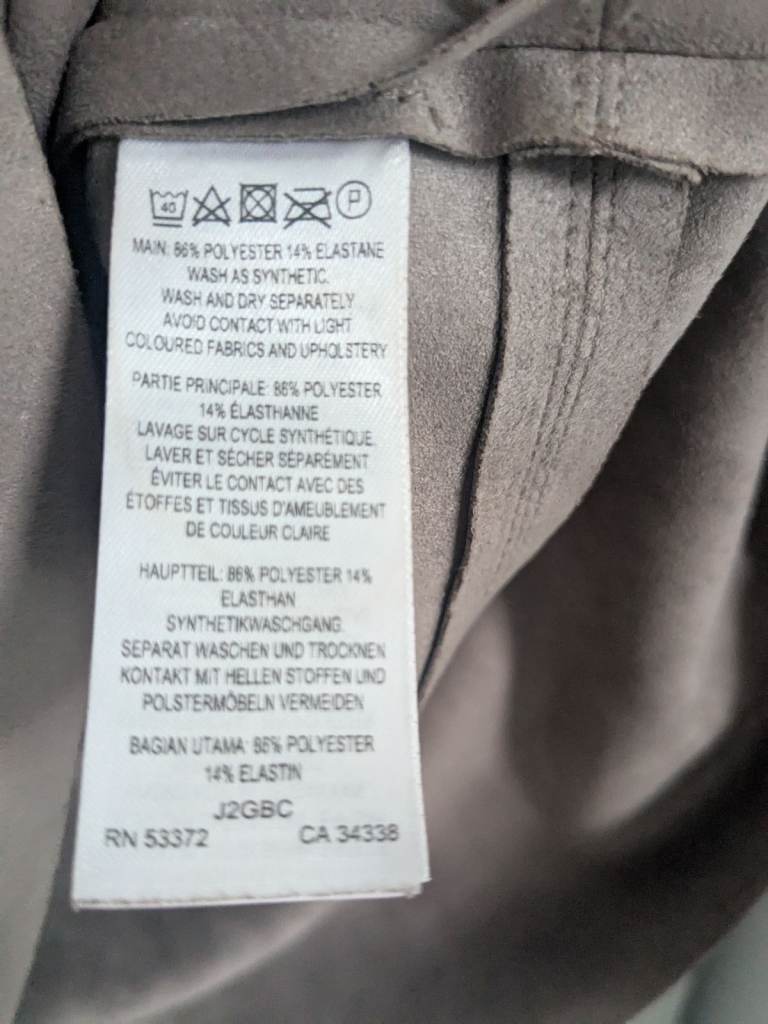 40
P
MAIN: 86% POLYESTER 14% ELASTANE
WASH AS SYNTHETIC.
WASH AND DRY SEPARATELY
AVOID CONTACT WITH LIGHT
COLOURED FABRICS AND UPHOLSTERY
PARTIE PRINCIPALE: 86% POLYESTER
14% ÉLASTHANNE
LAVAGE SUR CYCLE SYNTHÉTIQUE.
LAVER ET SÉCHER SÉPARÉMENT
ÉVITER LE CONTACT AVEC DES
ÉTOFFES ET TISSUS D'AMEUBLEMENT
DE COULEUR CLAIRE
HAUPTTEIL: 86% POLYESTER 14%
ELASTHAN
SYNTHETIKWASCHGANG.
SEPARAT WASCHEN UND TROCKNEN
KONTAKT MIT HELLEN STOFFEN UND
POLSTERMÖBELN VERMEIDEN
BAGIAN UTAMA: 86% POLYESTER
14% ELASTIN
J2GBC
RN 53372 CA 34338